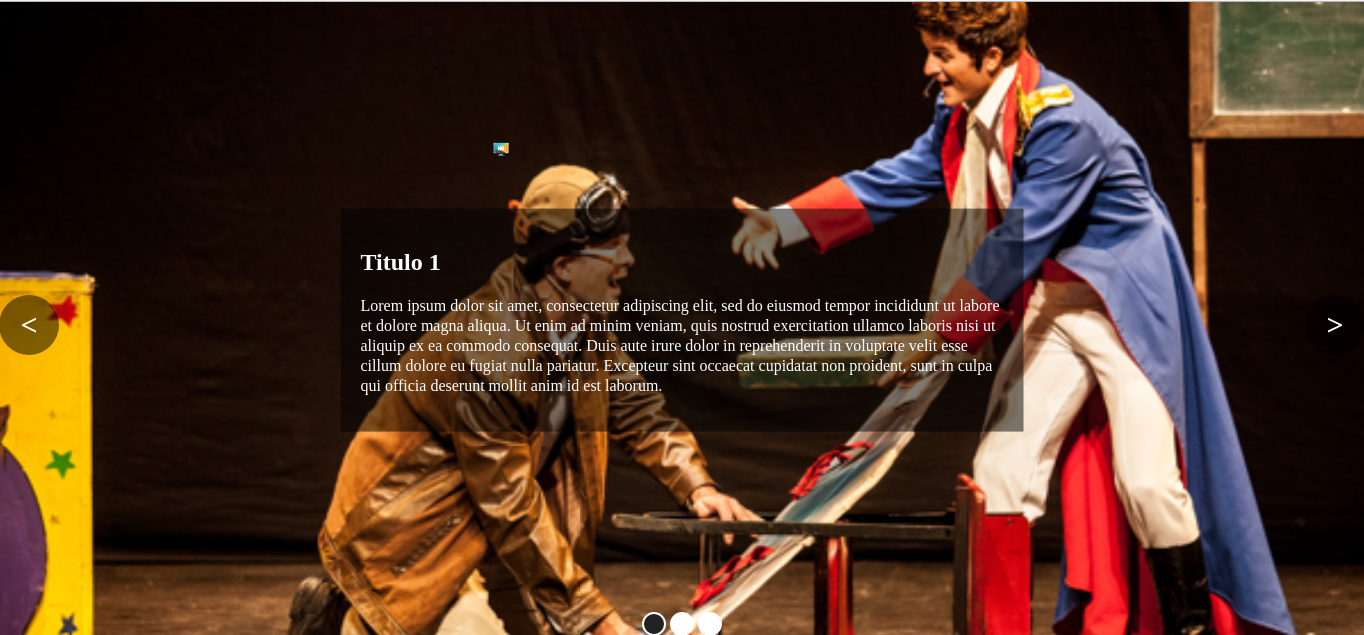 Titulo 1
Lorem ipsum dolor sit amet, consectetur adipiscing elit, sed do eiusmod tempor incididunt ut labore
et dolore magna aliqua. Ut enim ad minim veniam, quis nostrud exercitation ullamco laboris nisi ut
aliquip ex ea commodo consequat. Duis aute irure dolor in reprehenderit in voluptate velit esse
cillum dolore eu fugiat nulla pariatur. Excepteur sint occaecat cupidatat non proident, sunt in culpa
qui officia deserunt mollit anim id est laborum.
< >